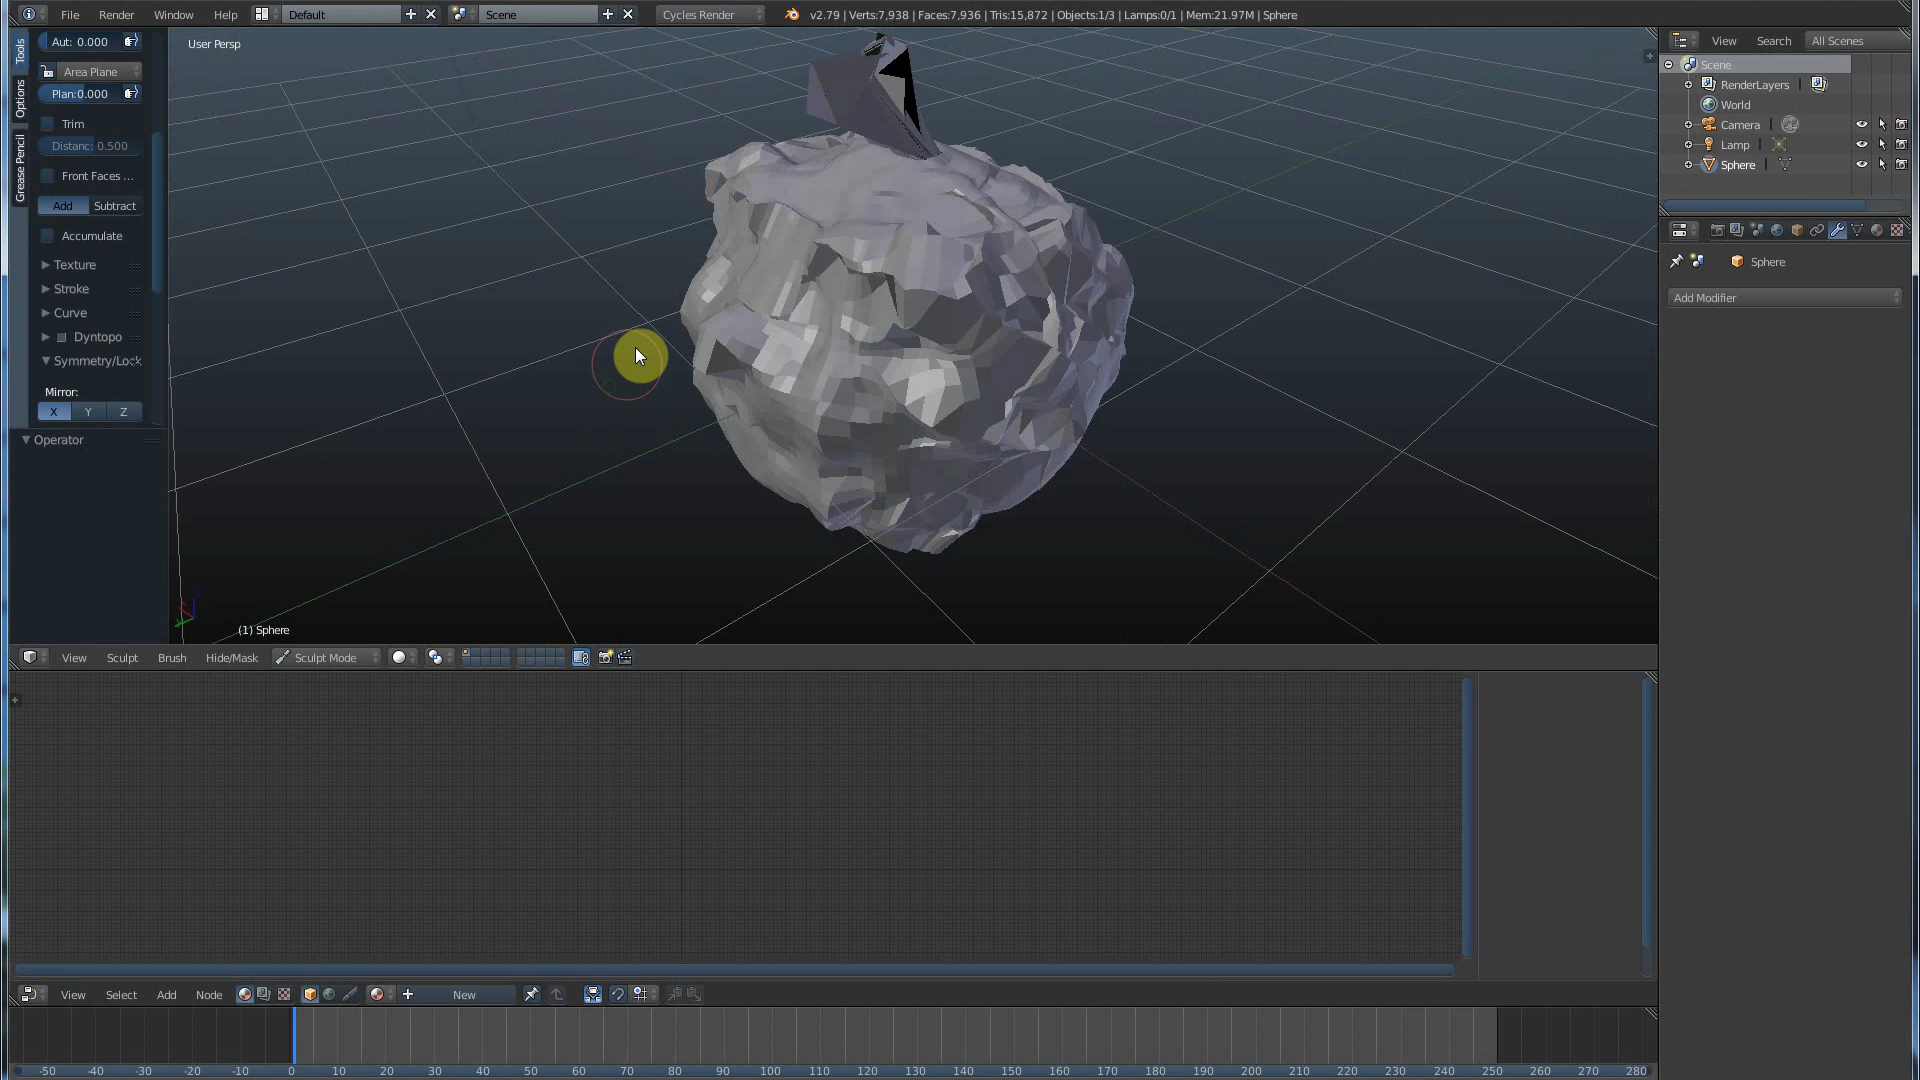 File Render Window Help Default Scene Cycles Render v2.79 | Verts:7,938 | Faces:7,936 | Tris:15,872 | Objects:1/3 | Lamps:0/1 | Mem:21.97M | Sphere
Tools
Options
Grease Pencil
Aut: 0.000
Area Plane
Plan:0.000
Trim
Distanc: 0.500
Front Faces ...
Add Subtract
Accumulate
Texture
Stroke
Curve
Dyntopo
Symmetry/Lock
Mirror:
X Y Z
Operator
User Persp
(1) Sphere
View Search All Scenes
Scene
RenderLayers
World
Camera
Lamp
Sphere
Sphere
Add Modifier
View Sculpt Brush Hide/Mask Sculpt Mode
View Select Add Node New
-50 -40 -30 -20 -10 0 10 20 30 40 50 60 70 80 90 100 110 120 130 140 150 160 170 180 190 200 210 220 230 240 250 260 270 280